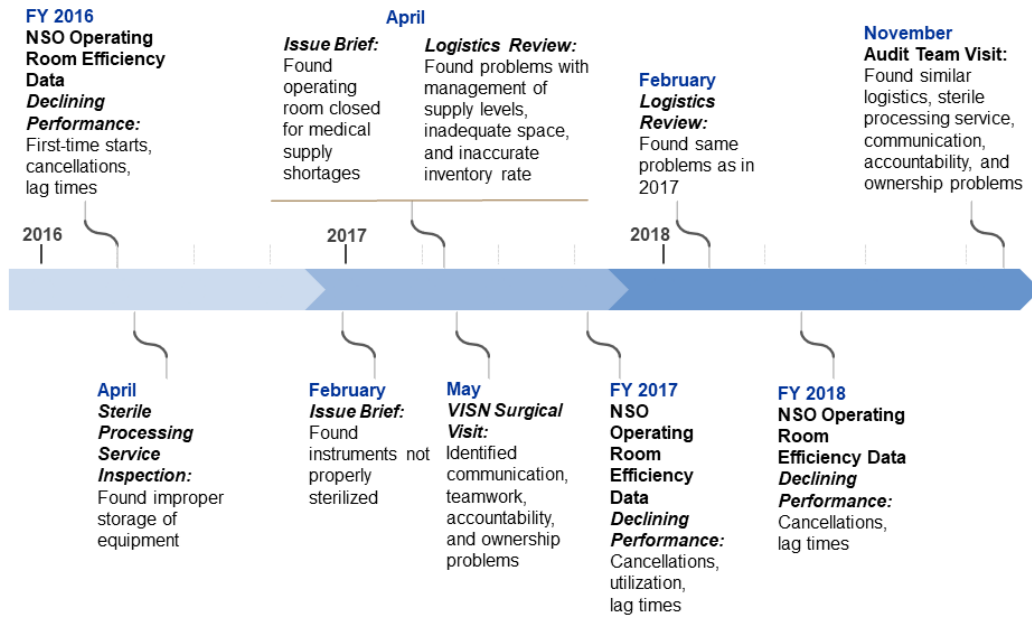 FY 2016
NSO Operating
Room Efficiency
Data
Declining
Performance:
First-time starts,
cancellations,
lag times
April
Issue Brief:
Found
operating
room closed
for medical
supply
shortages
Logistics Review:
Found problems with
management of
supply levels,
inadequate space,
and inaccurate
inventory rate
February
Logistics
Review:
Found same
problems as in
2017
November
Audit Team Visit:
Found similar
logistics, sterile
processing service,
communication,
accountability, and
ownership problems
2016
2017
2018
April
Sterile
Processing
Service
Inspection:
Found improper
storage of
equipment
February
Issue Brief:
Found
instruments not
properly
sterilized
May
VISN Surgical
Visit:
Identified
communication,
teamwork,
accountability,
and ownership
problems
FY 2017
NSO
Operating
Room
Efficiency
Data
Declining
Performance:
Cancellations,
utilization,
lag times
FY 2018
NSO Operating
Room
Efficiency Data
Declining
Performance:
Cancellations,
lag times